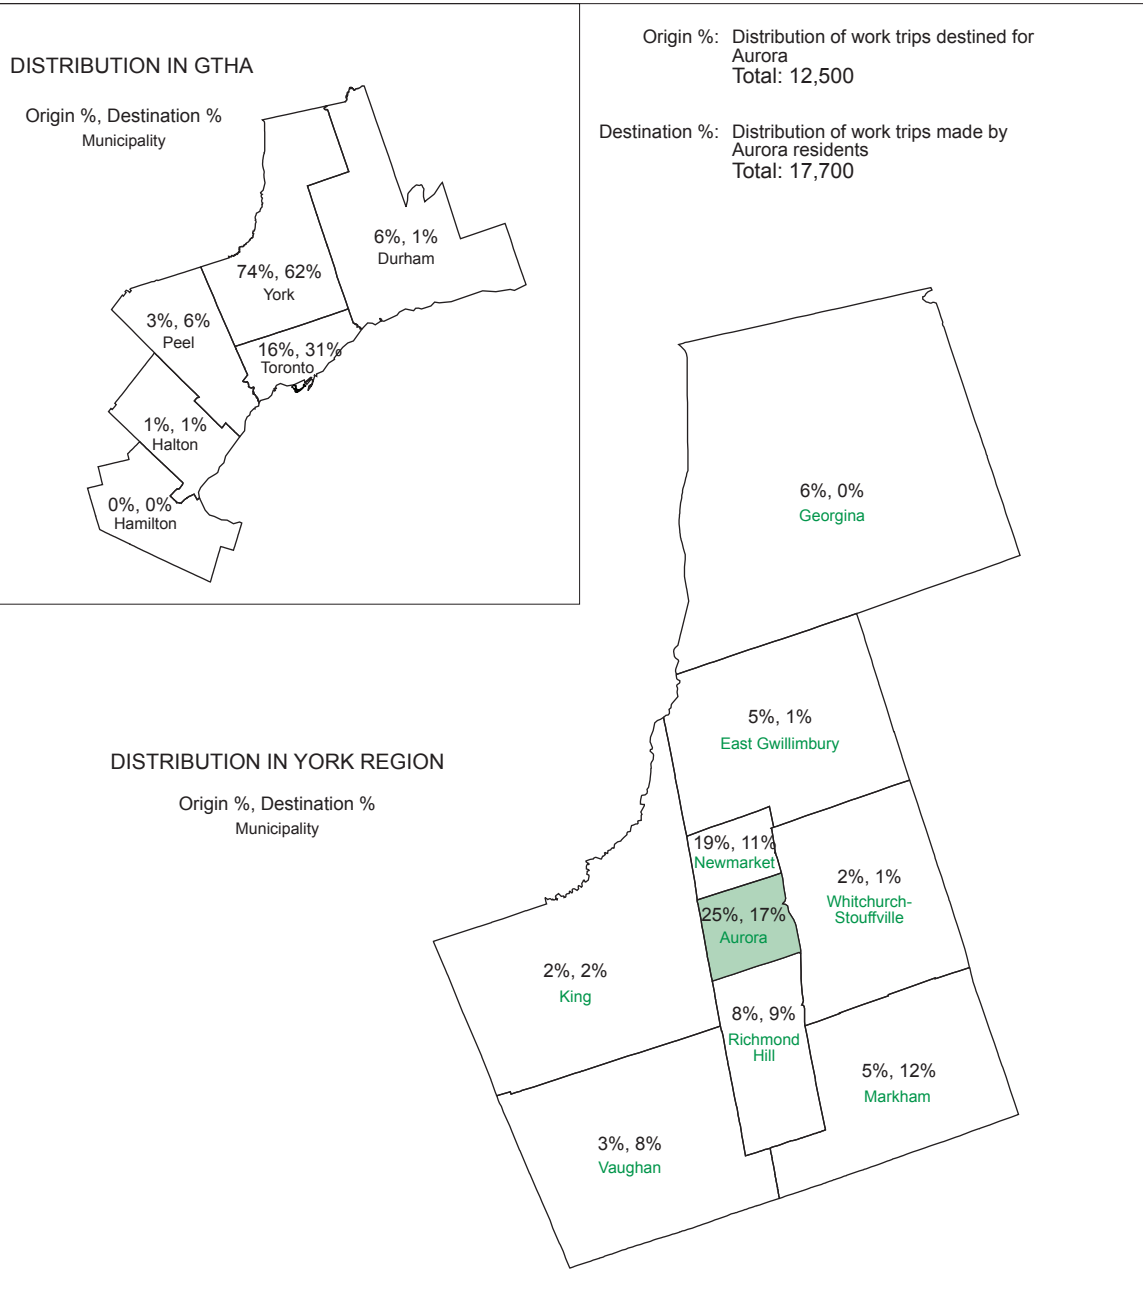 DISTRIBUTION IN GTHA
Origin %, Destination %
Municipality
6%, 1%
Durham
74%, 62%
York
3%, 6%
Peel
16%, 31%
Toronto
1%, 1%
Halton
0%, 0%
Hamilton
Origin %: Distribution of work trips destined for
Aurora
Total: 12,500
Destination %: Distribution of work trips made by
Aurora residents
Total: 17,700
DISTRIBUTION IN YORK REGION
Origin %, Destination %
Municipality
6%, 0%
Georgina
5%, 1%
East Gwillimbury
19%, 11%
Newmarket
2%, 1%
Whitchurch-
Stouffville
25%, 17%
Aurora
2%, 2%
King
8%, 9%
Richmond
Hill
5%, 12%
Markham
3%, 8%
Vaughan